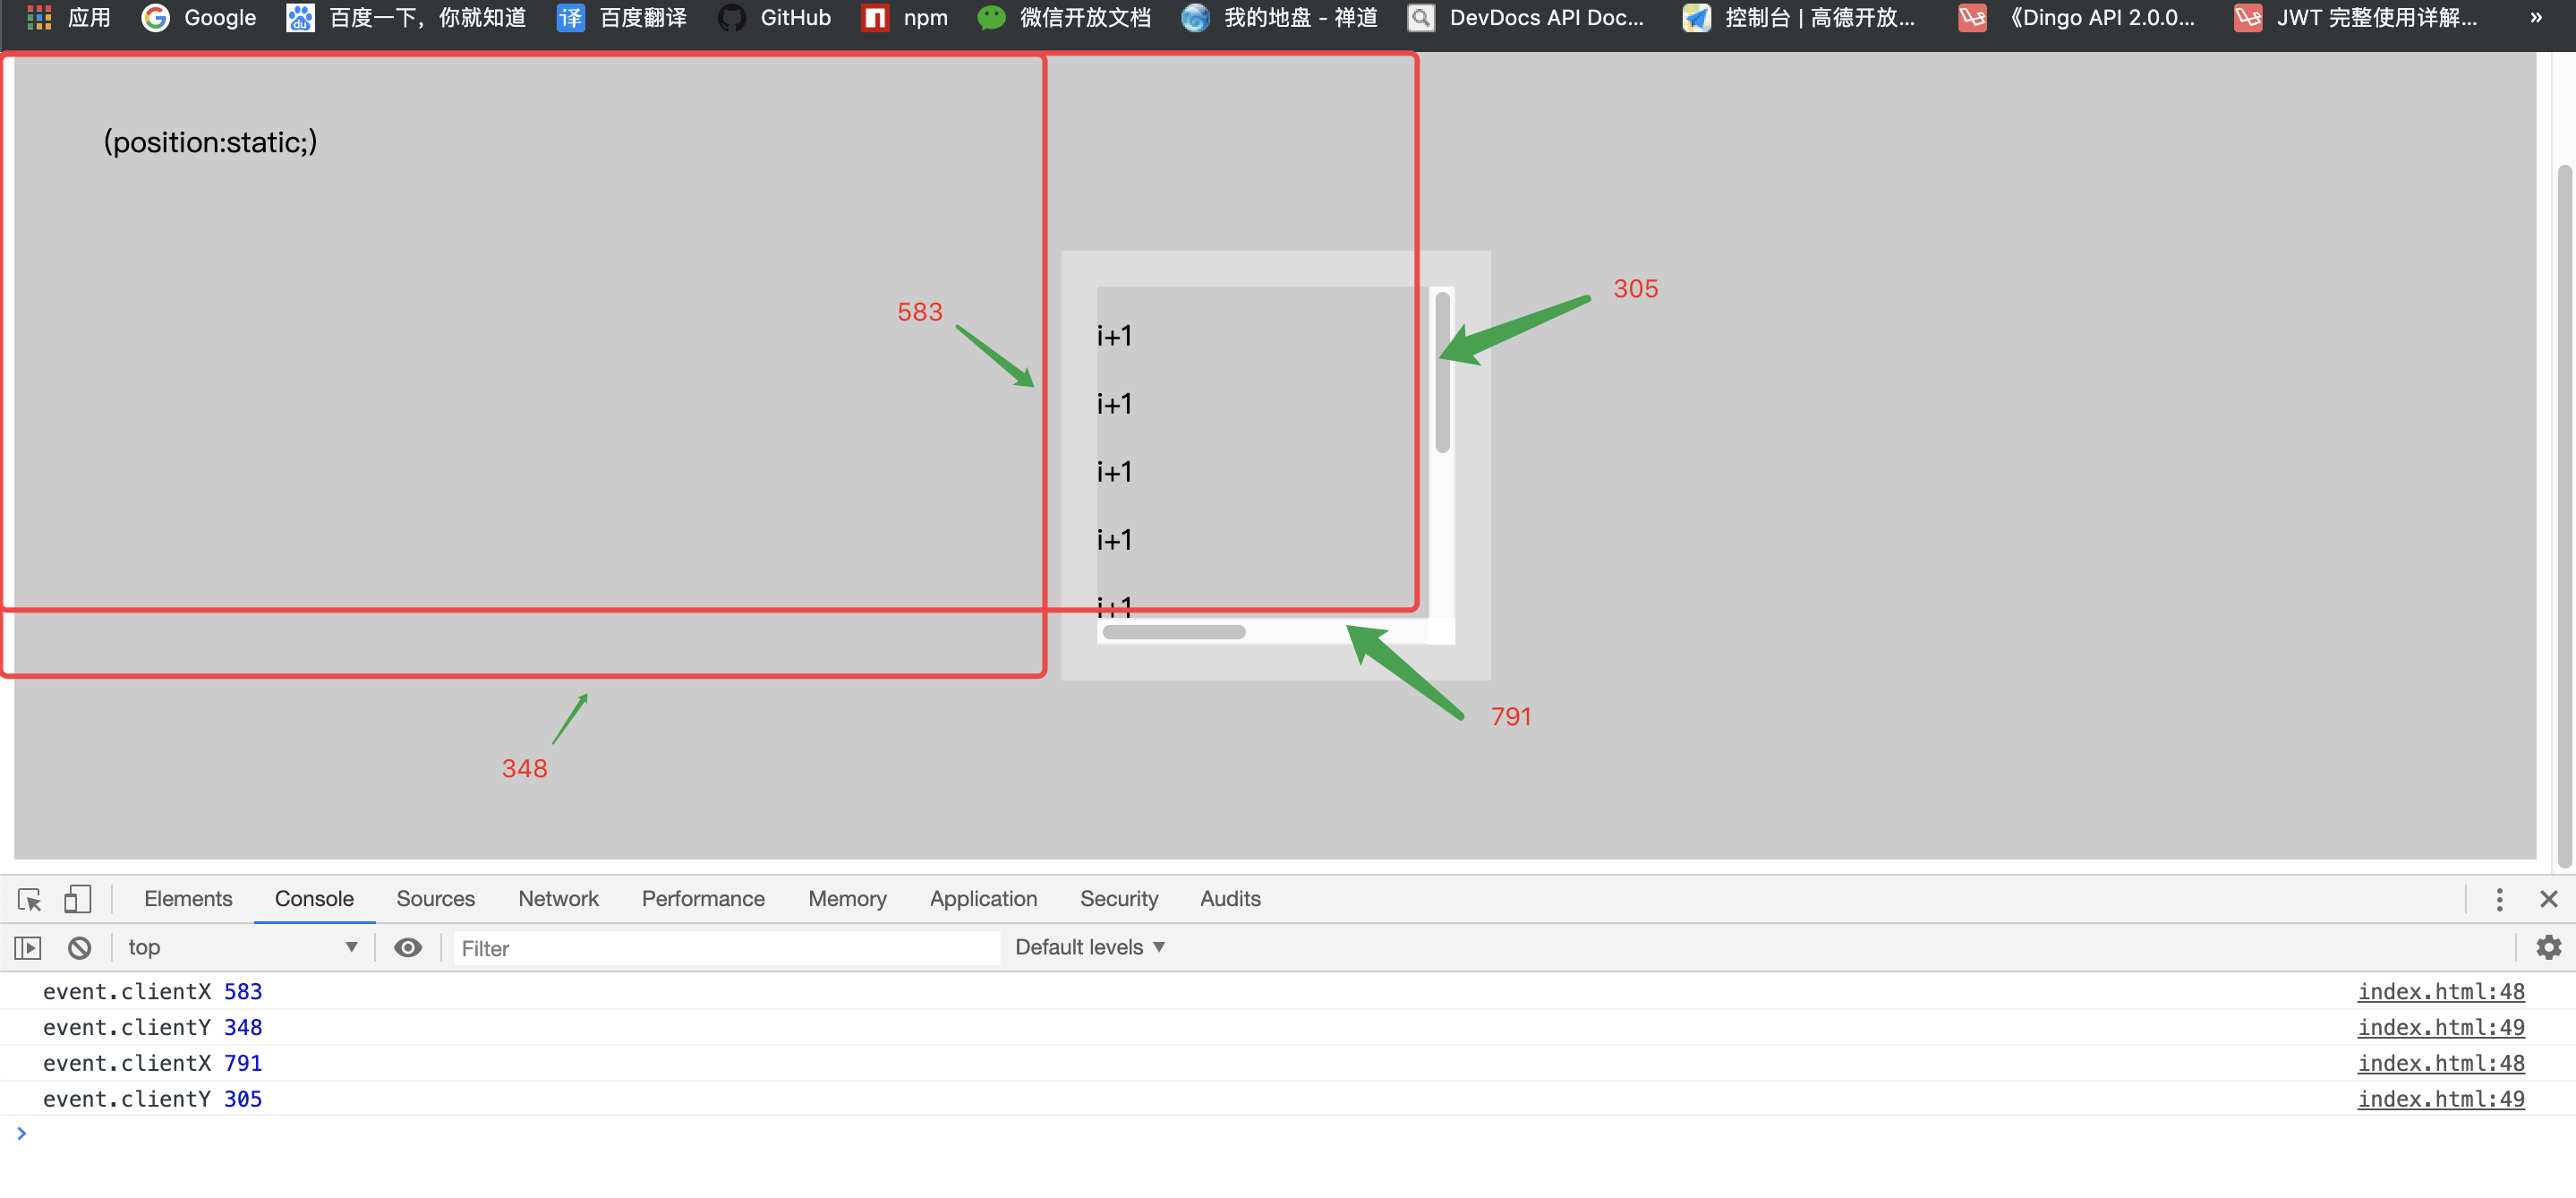 应用 Google 百度一下，你就知道 百度翻译 GitHub npm 微信开放文档 我的地盘 - 禅道 DevDocs API Doc... 控制台 | 高德开放... 《Dingo API 2.0.0... JWT 完整使用详解... »
(position:static;)
305
583
i+1
i+1
i+1
i+1
i+1
791
348
Elements Console Sources Network Performance Memory Application Security Audits
top Filter Default levels
event.clientX 583 index.html:48
event.clientY 348 index.html:49
event.clientX 791 index.html:48
event.clientY 305 index.html:49